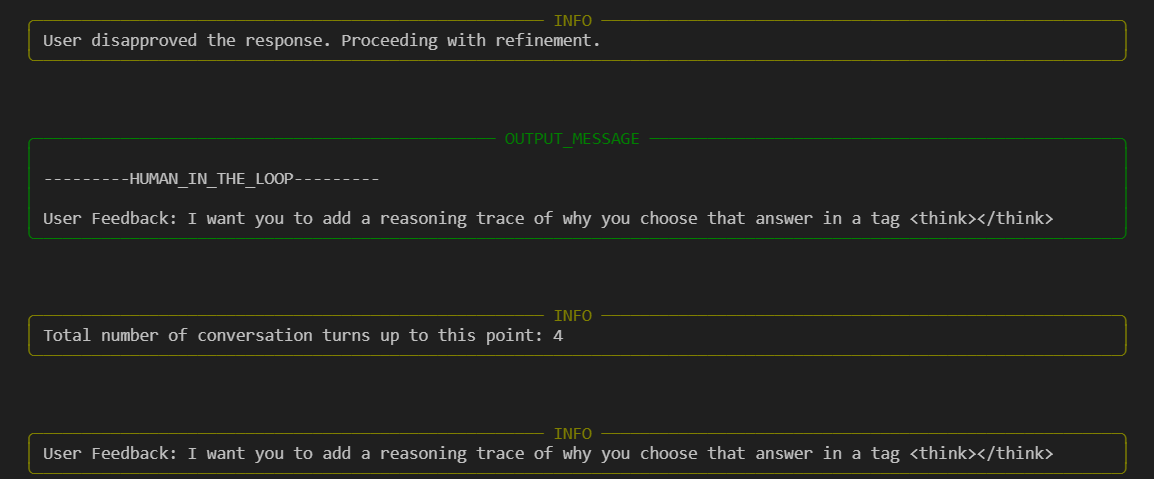 INFO
User disapproved the response. Proceeding with refinement.
OUTPUT_MESSAGE
---------HUMAN_IN_THE_LOOP---------
User Feedback: I want you to add a reasoning trace of why you choose that answer in a tag <think></think>
INFO
Total number of conversation turns up to this point: 4
INFO
User Feedback: I want you to add a reasoning trace of why you choose that answer in a tag <think></think>